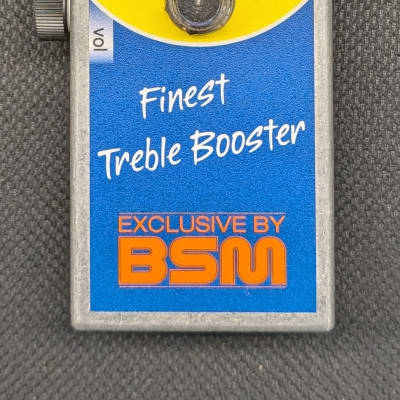 vol
Finest
Treble Booster
EXCLUSIVE BY
BSM